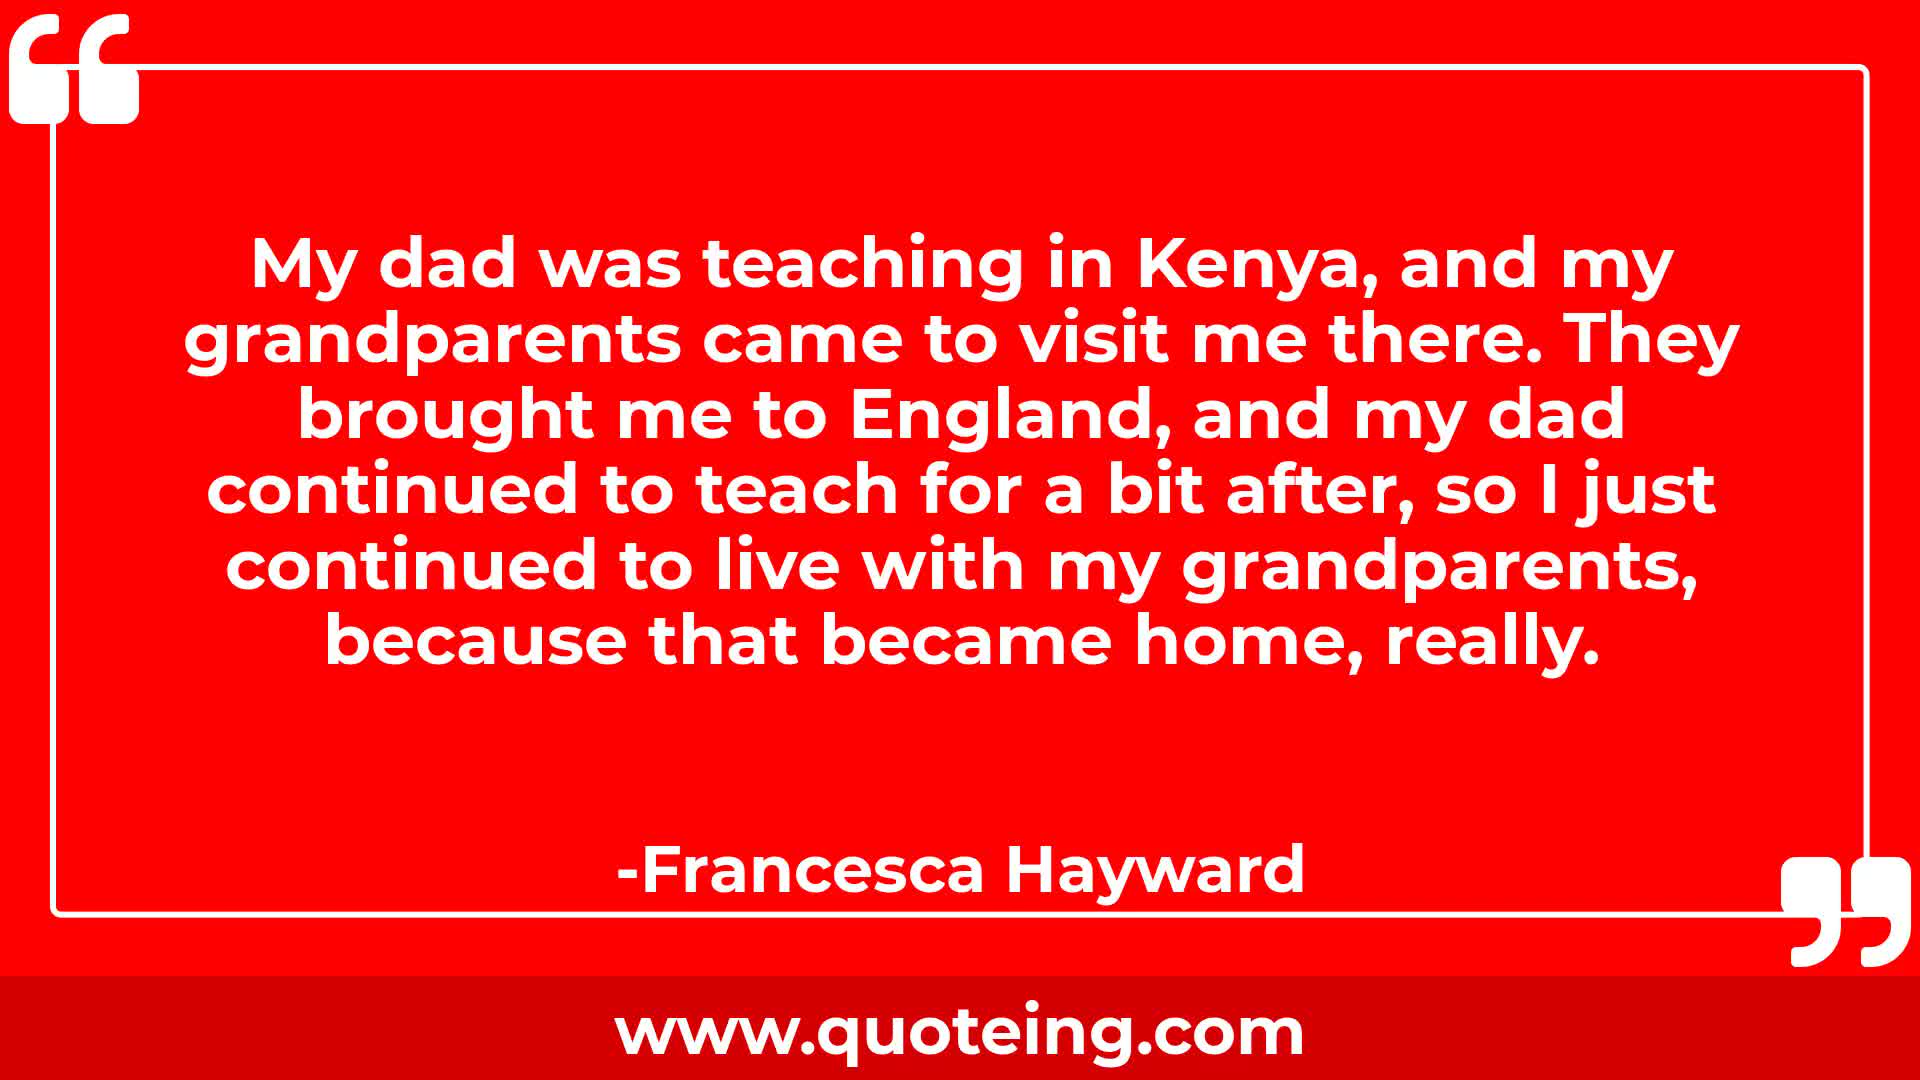 My dad was teaching in Kenya, and my
grandparents came to visit me there. They
brought me to England, and my dad
continued to teach for a bit after, so I just
continued to live with my grandparents,
because that became home, really.
-Francesca Hayward
www.quoteing.com